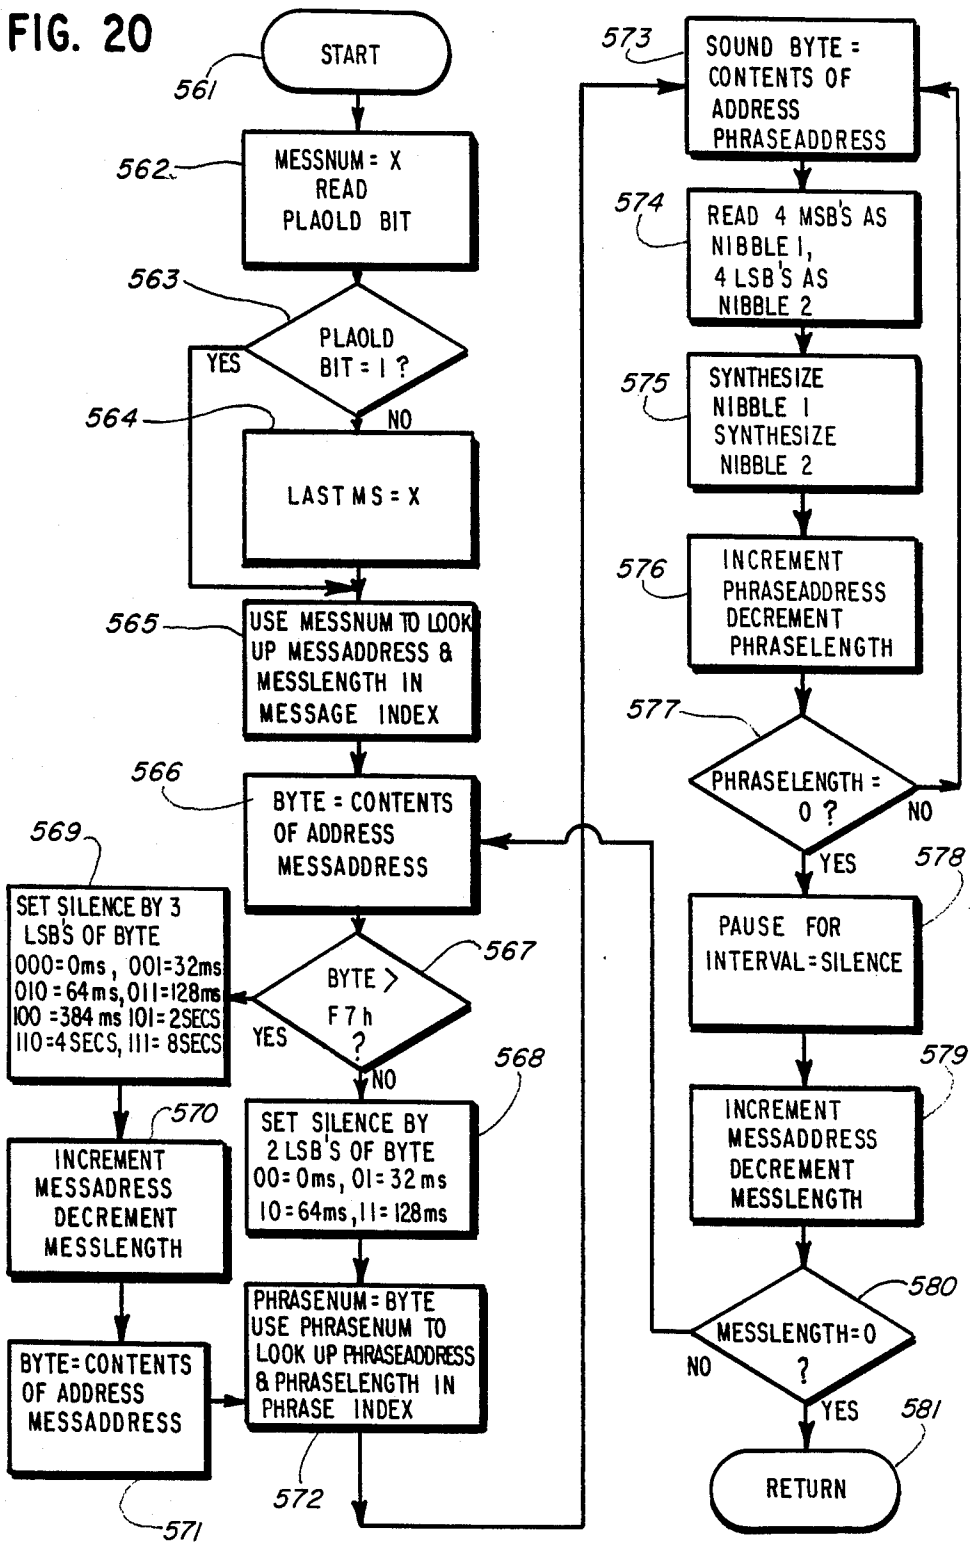 FIG. 20
START
561
562
MESSNUM = X
READ
PLAOLD BIT
563
PLAOLD
BIT = 1 ?
YES
NO
564
LAST MS = X
565
USE MESSNUM TO LOOK
UP MESSADDRESS &
MESSLENGTH IN
MESSAGE INDEX
566
BYTE = CONTENTS
OF ADDRESS
MESSADDRESS
567
BYTE >
F7h
?
YES
NO
569
SET SILENCE BY 3
LSB'S OF BYTE
000=0ms, 001=32ms
010=64ms, 011=128ms
100=384ms 101=2SECS
110=4SECS, 111=8SECS
568
SET SILENCE BY
2 LSB'S OF BYTE
00=0ms, 01=32ms
10=64ms, 11=128ms
570
INCREMENT
MESSADRESS
DECREMENT
MESSLENGTH
571
BYTE=CONTENTS
OF ADDRESS
MESSADDRESS
572
PHRASENUM=BYTE
USE PHRASENUM TO
LOOK UP PHRASEADDRESS
& PHRASELENGTH IN
PHRASE INDEX
573
SOUND BYTE =
CONTENTS OF
ADDRESS
PHRASEADDRESS
574
READ 4 MSB'S AS
NIBBLE 1,
4 LSB'S AS
NIBBLE 2
575
SYNTHESIZE
NIBBLE 1
SYNTHESIZE
NIBBLE 2
576
INCREMENT
PHRASEADDRESS
DECREMENT
PHRASELENGTH
577
PHRASELENGTH =
0 ?
NO
YES
578
PAUSE FOR
INTERVAL=SILENCE
579
INCREMENT
MESSADDRESS
DECREMENT
MESSLENGTH
580
MESSLENGTH=0
?
NO
YES
581
RETURN